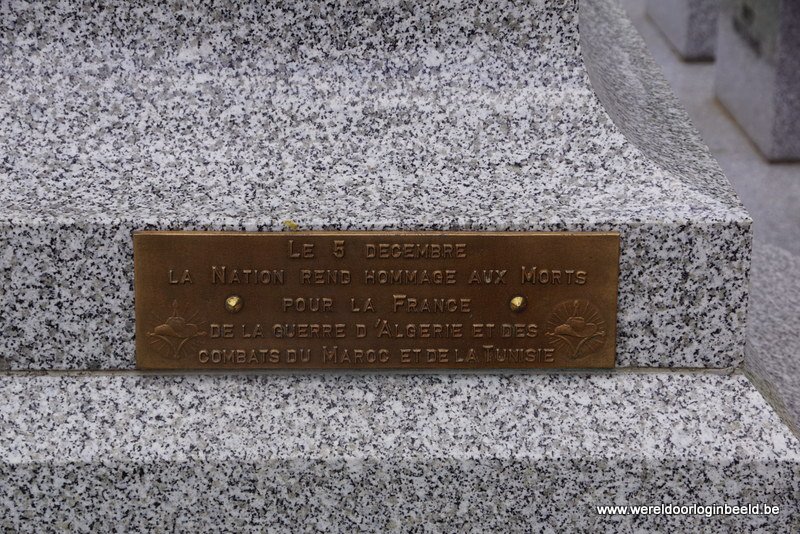 Le 5 decembre
la Nation rend hommage aux Morts
pour la France
de la guerre d'Algerie et des
combats du Maroc et de la Tunisie
www.wereldoorloginbeeld.be